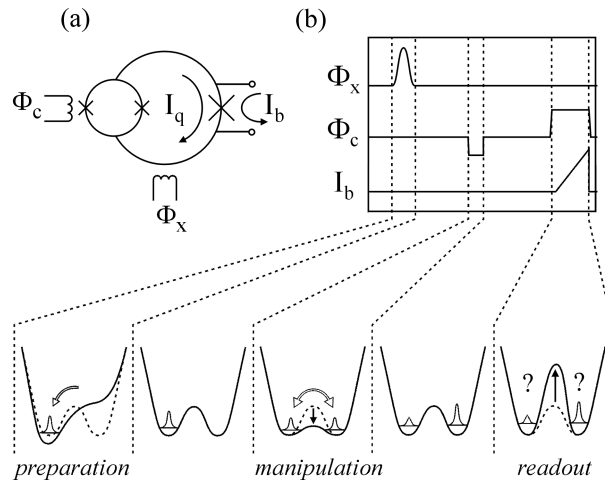 (a)
(b)
Φc
Iq
Ib
Φx
Φx
Φc
Ib
? ?
preparation
manipulation
readout